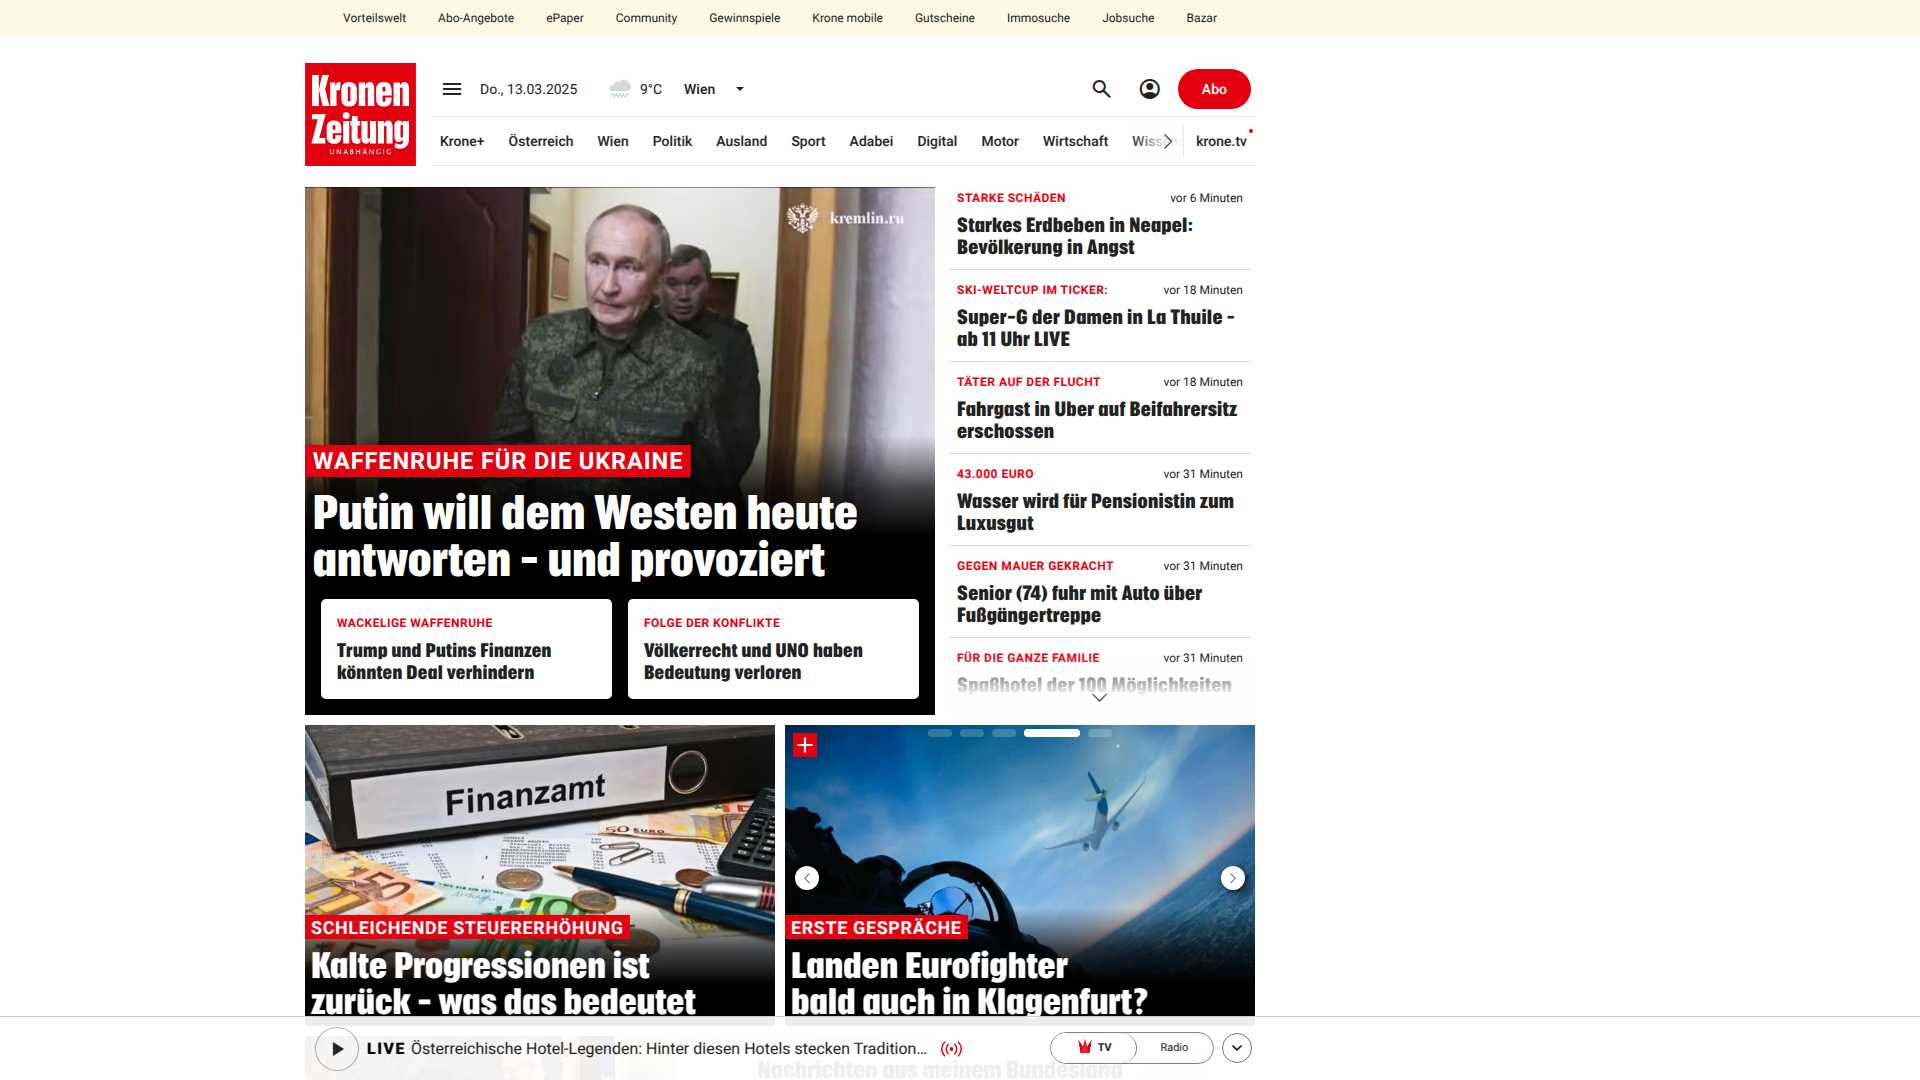 Vorteilswelt Abo-Angebote ePaper Community Gewinnspiele Krone mobile Gutscheine Immosuche Jobsuche Bazar
Kronen
Zeitung
UNABHÄNGIG
Do., 13.03.2025 9°C Wien
Abo
Krone+ Österreich Wien Politik Ausland Sport Adabei Digital Motor Wirtschaft krone.tv
kremlin.ru
WAFFENRUHE FÜR DIE UKRAINE
Putin will dem Westen heute
antworten – und provoziert
WACKELIGE WAFFENRUHE
Trump und Putins Finanzen
könnten Deal verhindern
FOLGE DER KONFLIKTE
Völkerrecht und UNO haben
Bedeutung verloren
STARKE SCHÄDEN vor 6 Minuten
Starkes Erdbeben in Neapel:
Bevölkerung in Angst
SKI-WELTCUP IM TICKER: vor 18 Minuten
Super-G der Damen in La Thuile –
ab 11 Uhr LIVE
TÄTER AUF DER FLUCHT vor 18 Minuten
Fahrgast in Uber auf Beifahrersitz
erschossen
43.000 EURO vor 31 Minuten
Wasser wird für Pensionistin zum
Luxusgut
GEGEN MAUER GEKRACHT vor 31 Minuten
Senior (74) fuhr mit Auto über
Fußgängertreppe
FÜR DIE GANZE FAMILIE vor 31 Minuten
Spaßhotel der 100 Möglichkeiten
Finanzamt
50 EURO
SCHLEICHENDE STEUERERHÖHUNG
Kalte Progressionen ist
zurück – was das bedeutet
ERSTE GESPRÄCHE
Landen Eurofighter
bald auch in Klagenfurt?
LIVE Österreichische Hotel-Legenden: Hinter diesen Hotels stecken Tradition...
TV Radio
Nachrichten aus meinem Bundesland